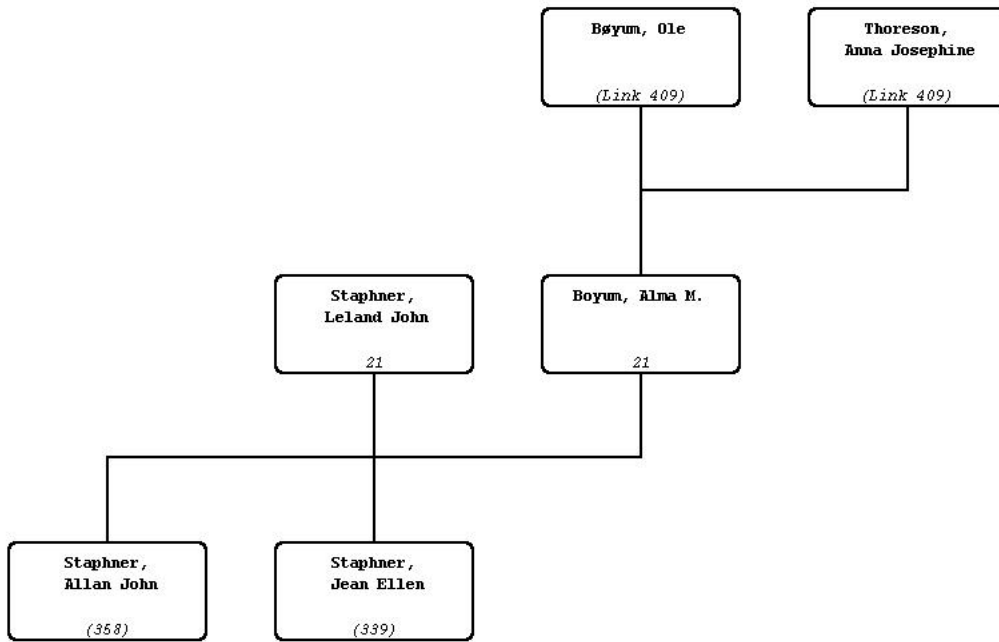 Bøyum, Ole
(Link 409)
Thoreson,
Anna Josephine
(Link 409)
Staphner,
Leland John
21
Boyum, Alma M.
21
Staphner,
Allan John
(358)
Staphner,
Jean Ellen
(339)